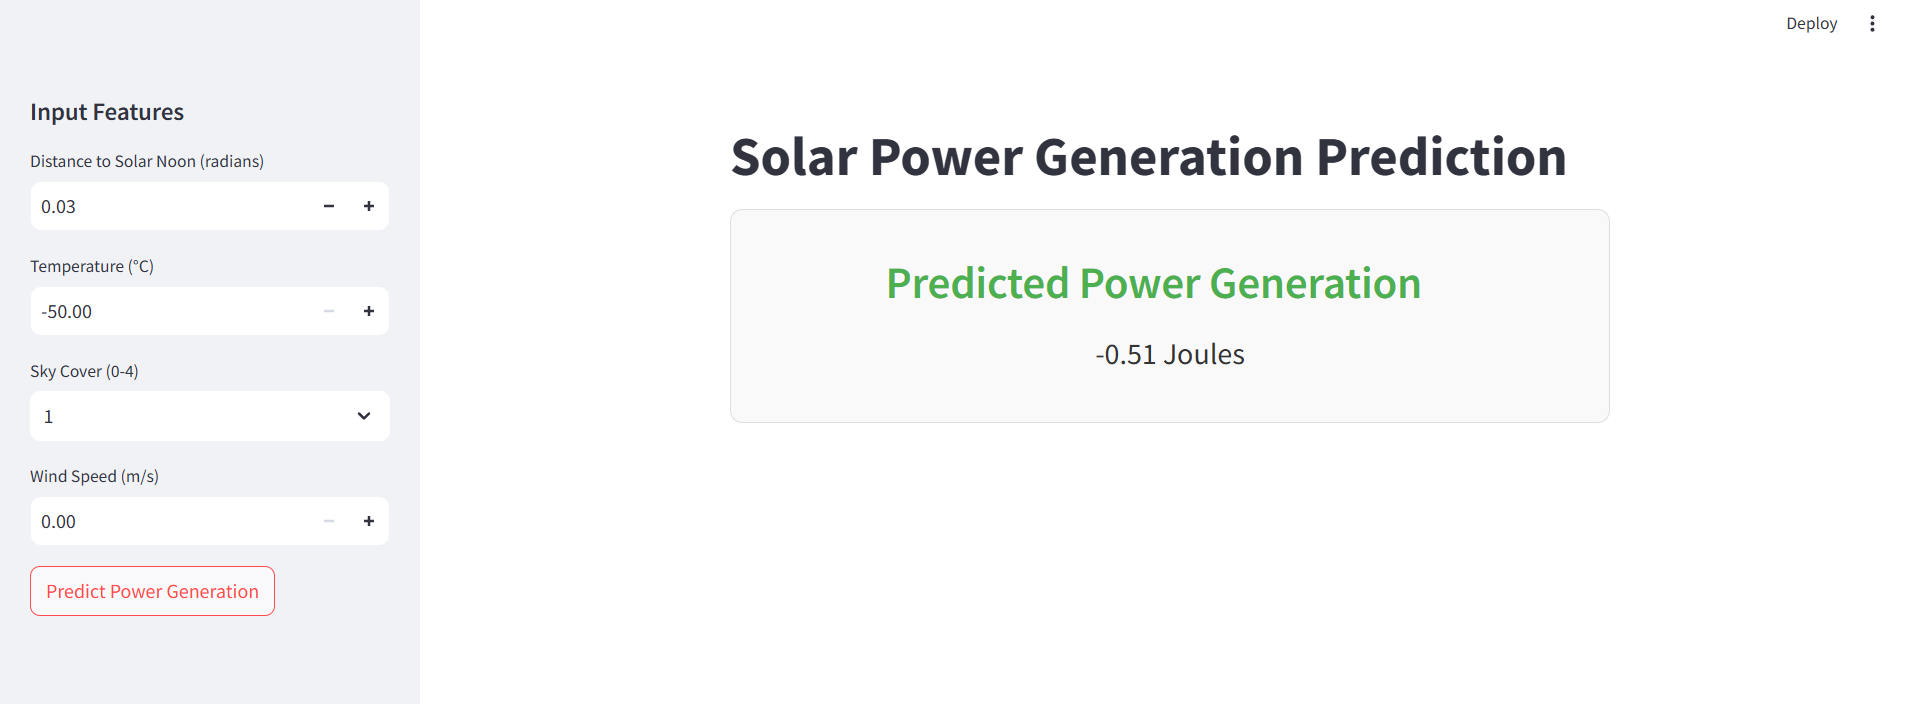 Deploy
Input Features
Distance to Solar Noon (radians)
0.03
Temperature (°C)
-50.00
Sky Cover (0-4)
1
Wind Speed (m/s)
0.00
Predict Power Generation
Solar Power Generation Prediction
Predicted Power Generation
-0.51 Joules